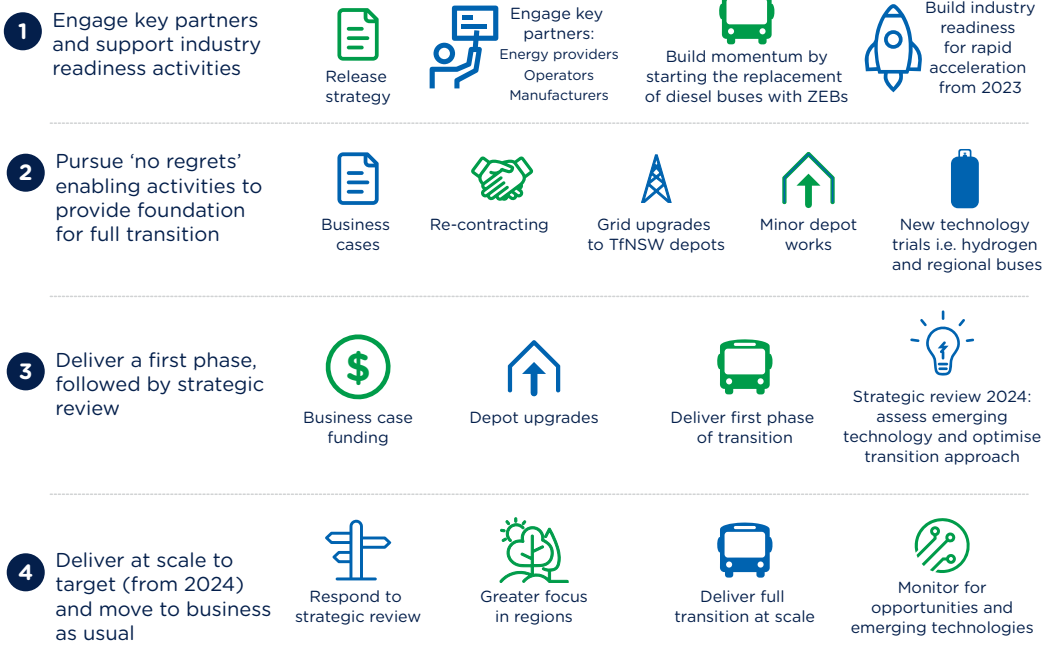 1
Engage key partners
and support industry
readiness activities
Release
strategy
Engage key
partners:
Energy providers
Operators
Manufacturers
Build momentum by
starting the replacement
of diesel buses with ZEBs
Build industry
readiness
for rapid
acceleration
from 2023
2
Pursue ‘no regrets’
enabling activities to
provide foundation
for full transition
Business
cases
Re-contracting
Grid upgrades
to TfNSW depots
Minor depot
works
New technology
trials i.e. hydrogen
and regional buses
3
Deliver a first phase,
followed by strategic
review
$
Business case
funding
Depot upgrades
Deliver first phase
of transition
Strategic review 2024:
assess emerging
technology and optimise
transition approach
4
Deliver at scale to
target (from 2024)
and move to business
as usual
Respond to
strategic review
Greater focus
in regions
Deliver full
transition at scale
Monitor for
opportunities and
emerging technologies